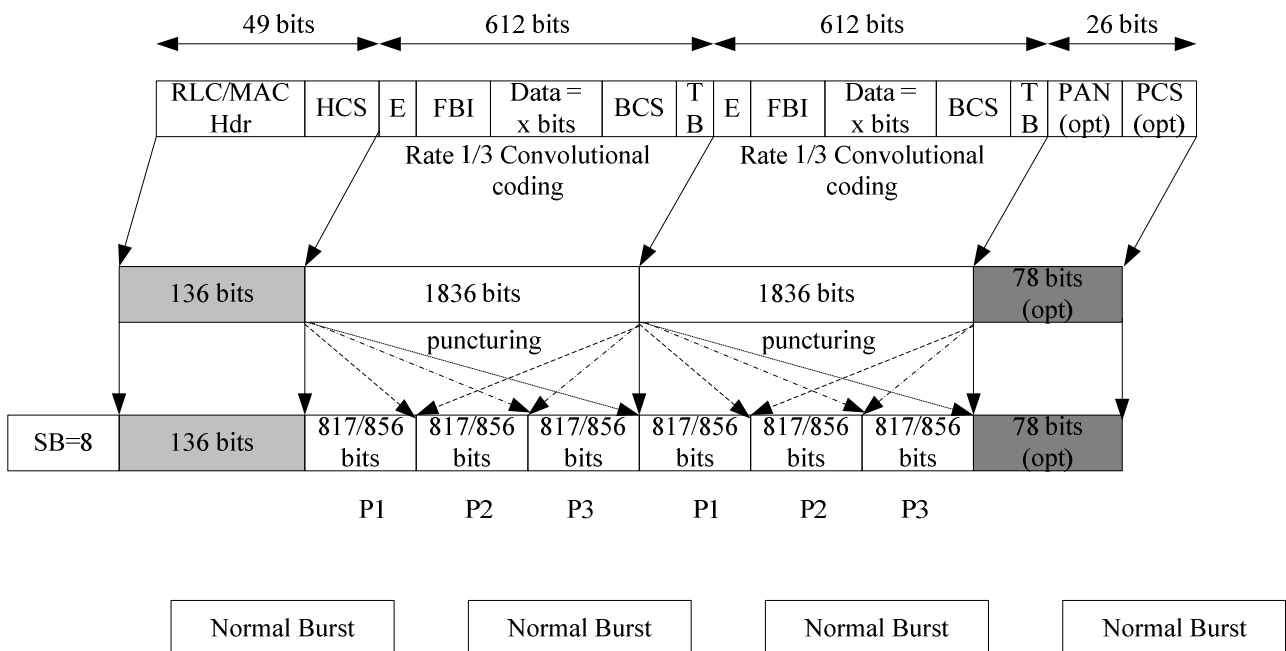 49 bits 612 bits 612 bits 26 bits
RLC/MAC Hdr HCS E FBI Data = x bits BCS T B E FBI Data = x bits BCS T B PAN (opt) PCS (opt)
Rate 1/3 Convolutional coding Rate 1/3 Convolutional coding
136 bits 1836 bits 1836 bits 78 bits (opt)
puncturing puncturing
SB=8 136 bits 817/856 bits 817/856 bits 817/856 bits 817/856 bits 817/856 bits 817/856 bits 78 bits (opt)
P1 P2 P3 P1 P2 P3
Normal Burst Normal Burst Normal Burst Normal Burst